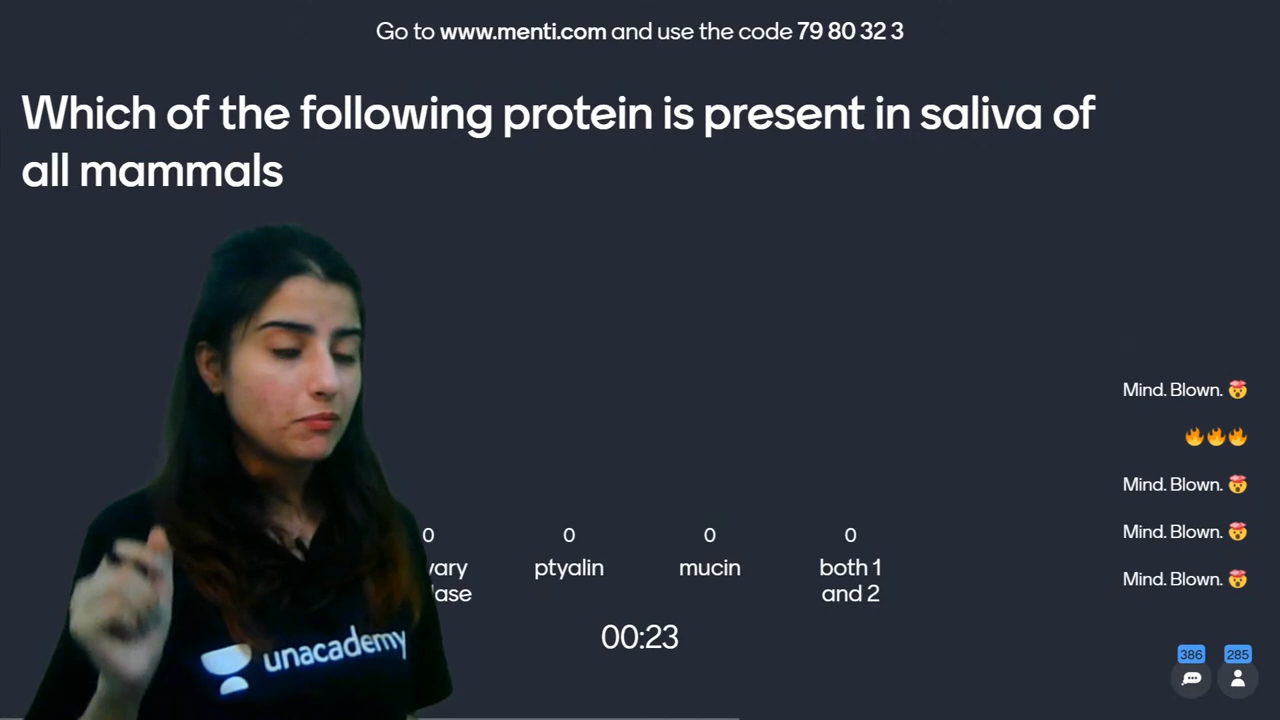 Go to www.menti.com and use the code 79 80 32 3
Which of the following protein is present in saliva of
all mammals
Mind. Blown. 🤯
🔥🔥🔥
Mind. Blown. 🤯
Mind. Blown. 🤯
Mind. Blown. 🤯
0 0 0 0
ptyalin mucin both 1
and 2
00:23
unacademy
386 285